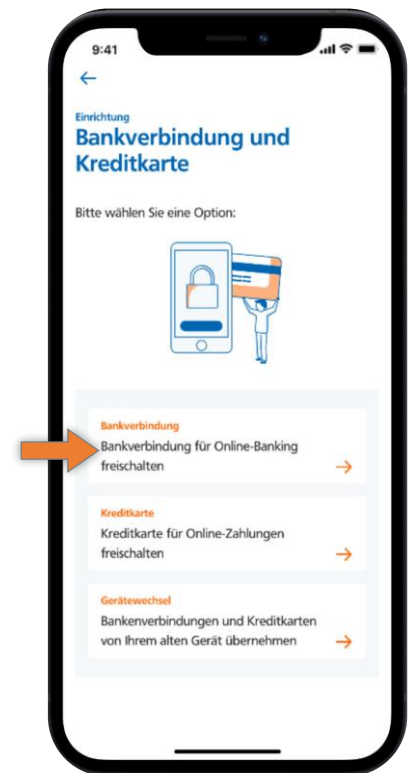 9:41
Einrichtung
Bankverbindung und
Kreditkarte
Bitte wählen Sie eine Option:
Bankverbindung
Bankverbindung für Online-Banking
freischalten
Kreditkarte
Kreditkarte für Online-Zahlungen
freischalten
Gerätewechsel
Bankenverbindungen und Kreditkarten
von Ihrem alten Gerät übernehmen